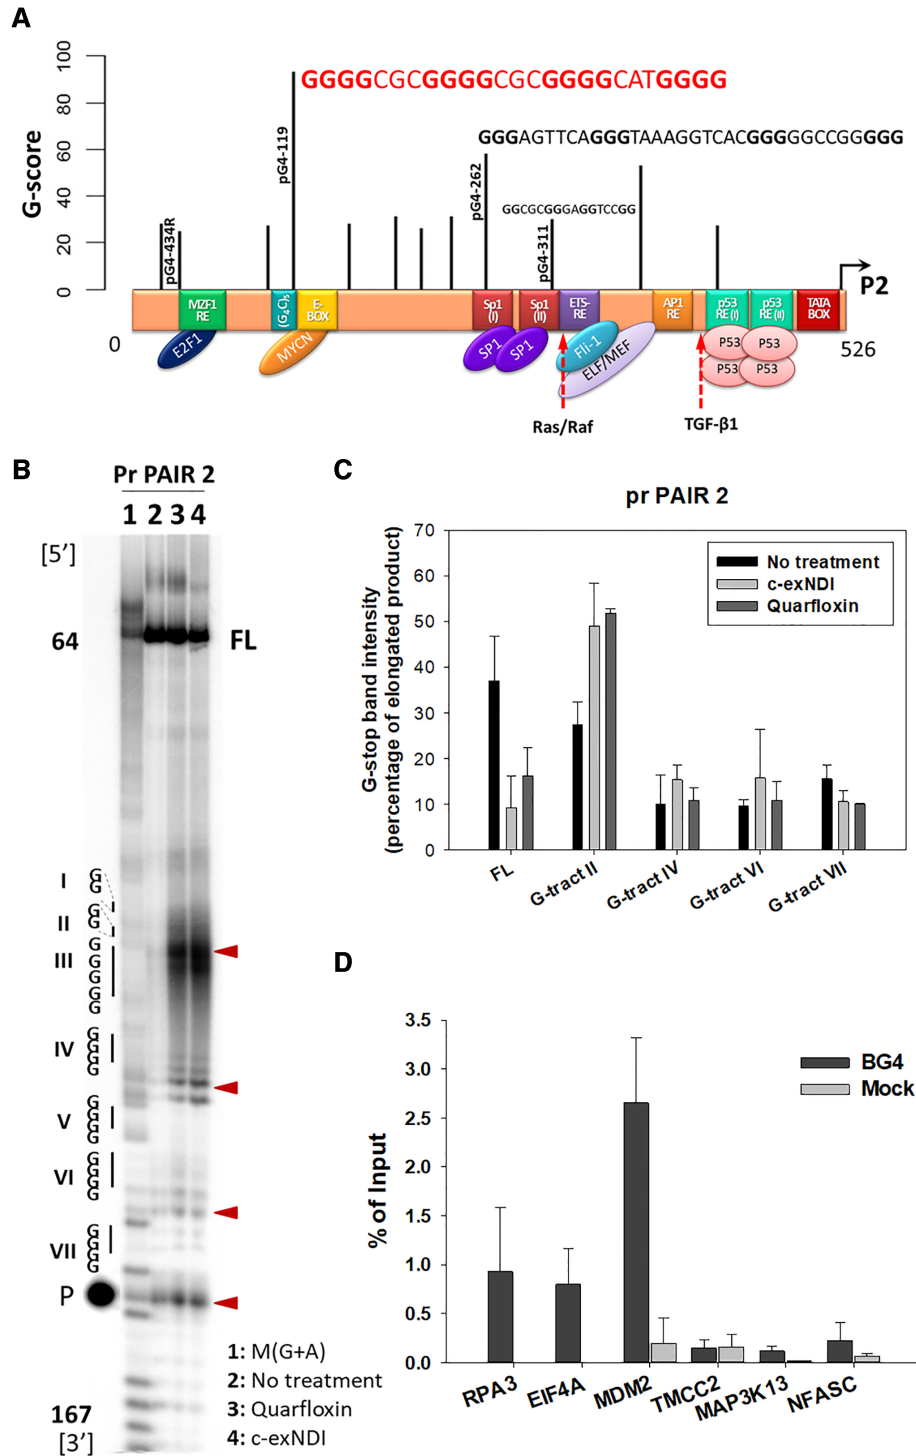 A
G-score
100
80
60
40
20
0
GGGGCGCGGGGCGCGGGGCATGGGG
GGGAGTTCAGGGTAAAGGTCACGGGGGCCGGGGG
GGCGCGGGAGGTCCGG
pG4-434R
pG4-119
pG4-262
pG4-311
P2
MZF1 RE
(G4C)5
E-BOX
Sp1 (I)
Sp1 (II)
ETS-RE
AP1 RE
p53 RE (I)
p53 RE (II)
TATA BOX
0
E2F1
MYCN
SP1
SP1
Fli-1
ELF/MEF
P53
P53
P53
P53
526
Ras/Raf
TGF-β1
B
Pr PAIR 2
1 2 3 4
[5']
64
FL
I
G
G
II
G
G
III
G
G
G
G
G
IV
G
G
G
G
V
G
G
G
G
VI
G
G
G
G
VII
G
G
G
G
P
167
[3']
1: M(G+A)
2: No treatment
3: Quarfloxin
4: c-exNDI
C
pr PAIR 2
G-stop band intensity
(percentage of elongated product)
70
60
50
40
30
20
10
0
No treatment
c-exNDI
Quarfloxin
FL
G-tract II
G-tract IV
G-tract VI
G-tract VII
D
% of Input
3.5
3.0
2.5
2.0
1.5
1.0
0.5
0.0
BG4
Mock
RPA3
EIF4A
MDM2
TMCC2
MAP3K13
NFASC